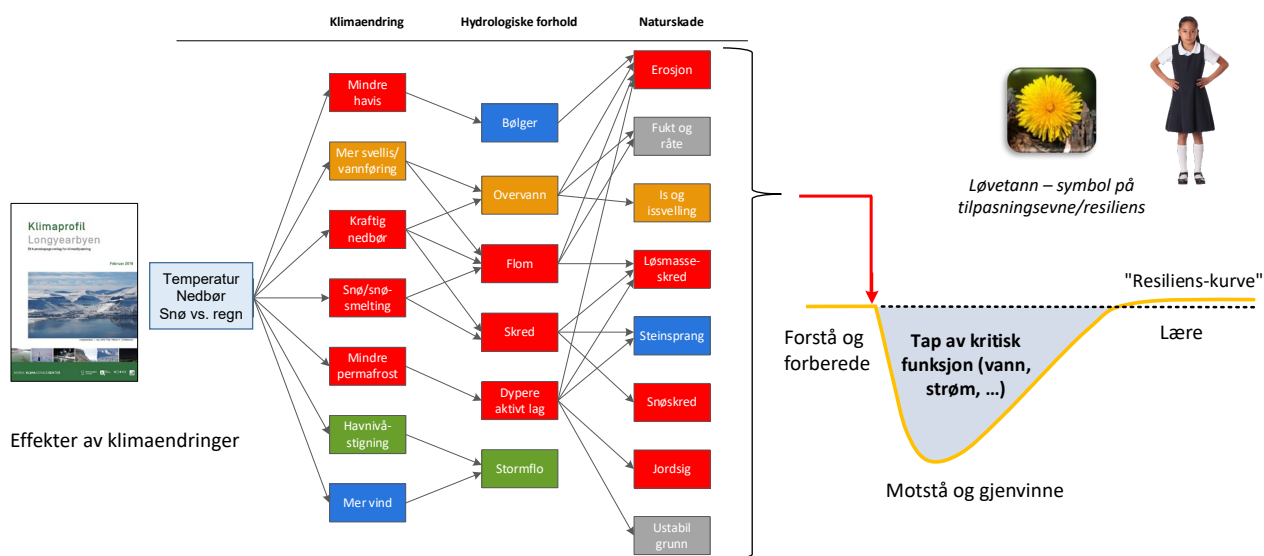 Klimaendring
Hydrologiske forhold
Naturskade
Klimaprofil
Longyearbyen
Temperatur
Nedbør
Snø vs. regn
Effekter av klimaendringer
Mindre
havis
Mer svellis/
vannføring
Kraftig
nedbør
Snø/snø-
smelting
Mindre
permafrost
Havnivå-
stigning
Mer vind
Bølger
Overvann
Flom
Skred
Dypere
aktivt lag
Stormflo
Erosjon
Fukt og
råte
Is og
issvelling
Løsmasse-
skred
Steinsprang
Snøskred
Jordsig
Ustabil
grunn
Løvetann – symbol på
tilpasningsevne/resiliens
"Resiliens-kurve"
Forstå og
forberede
Tap av kritisk
funksjon (vann,
strøm, …)
Lære
Motstå og gjenvinne